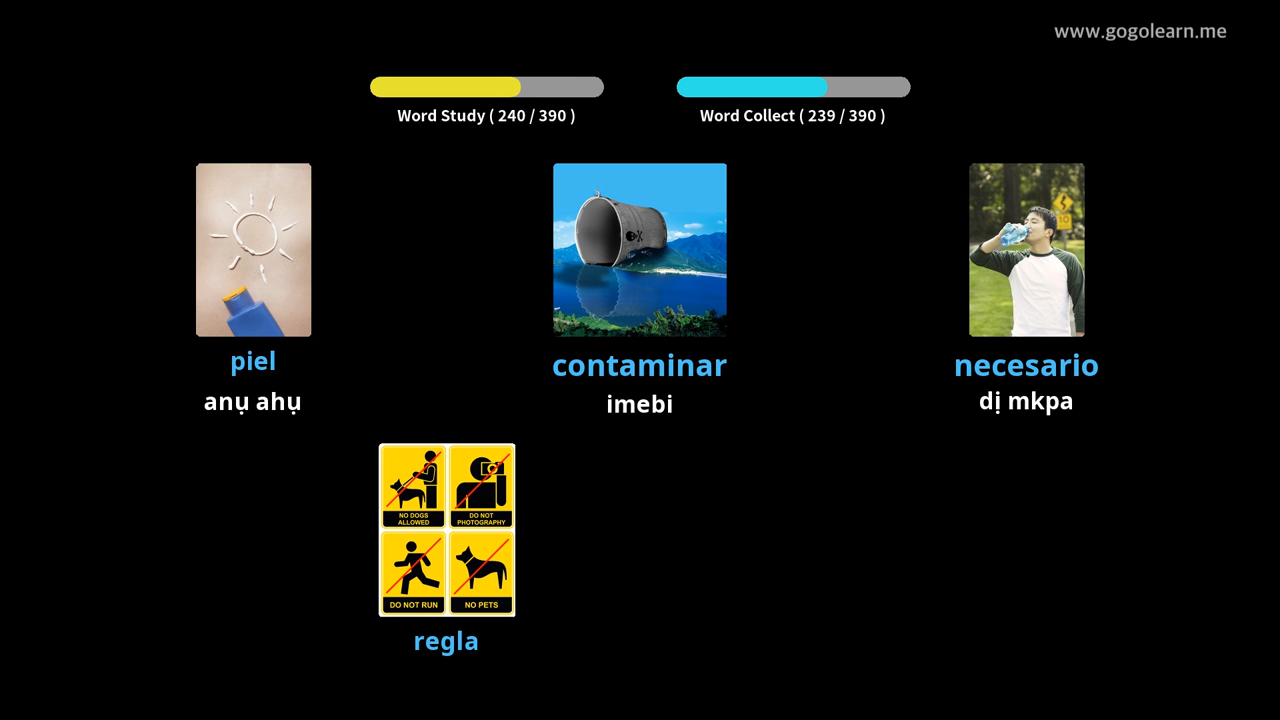 www.gogolearn.me
Word Study ( 240 / 390 )
Word Collect ( 239 / 390 )
piel
contaminar
necesario
anụ ahụ
imebi
dị mkpa
NO DOGS
ALLOWED
DO NOT
PHOTOGRAPHY
DO NOT RUN
NO PETS
regla